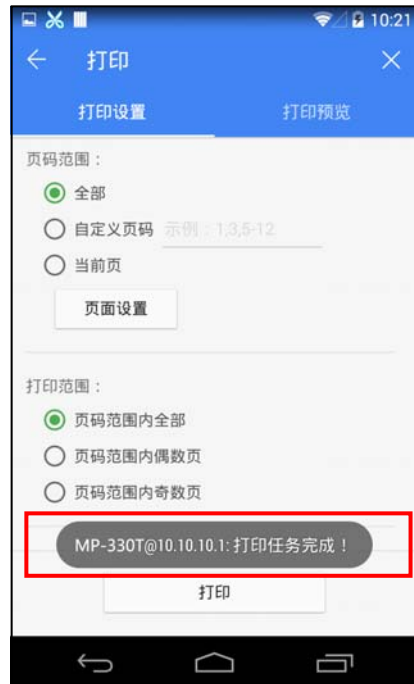 10:21
打印
打印设置 打印预览
页码范围：
全部
自定义页码 示例：1,3,5-12
当前页
页面设置
打印范围：
页码范围内全部
页码范围内偶数页
页码范围内奇数页
MP-330T@10.10.10.1: 打印任务完成！
打印